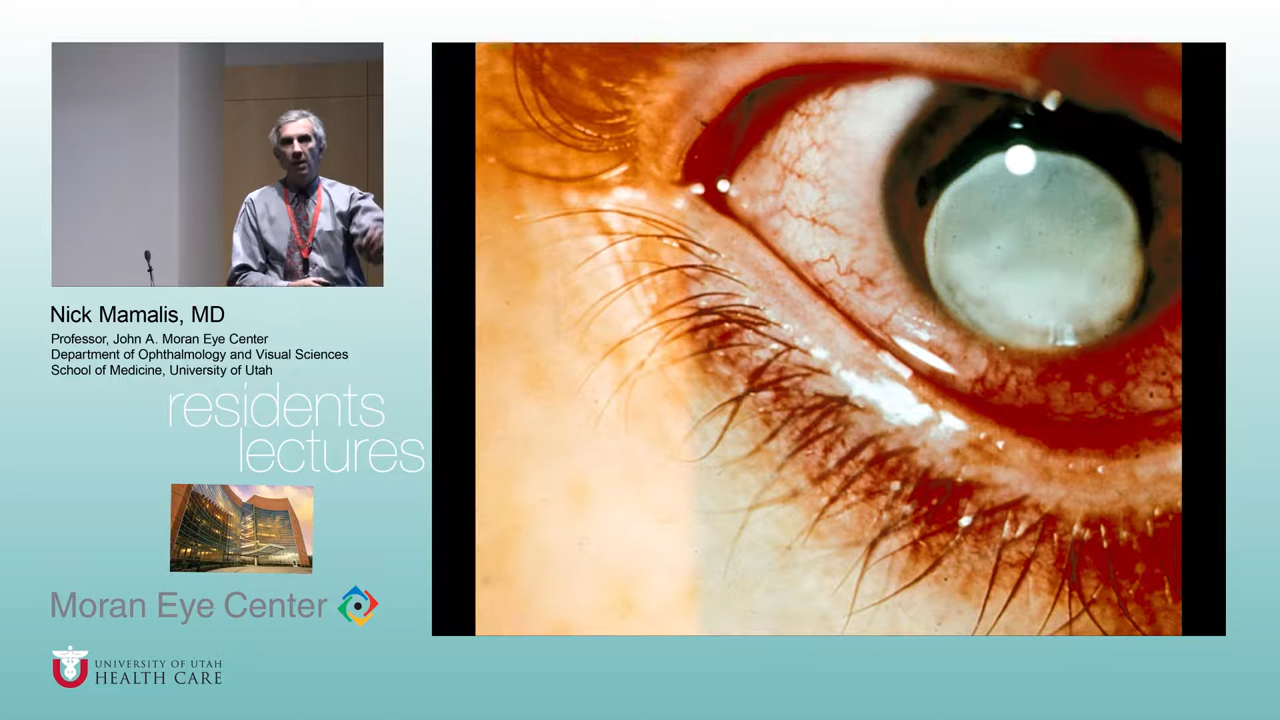 Nick Mamalis, MD
Professor, John A. Moran Eye Center
Department of Ophthalmology and Visual Sciences
School of Medicine, University of Utah
residents
lectures
Moran Eye Center
UNIVERSITY OF UTAH
HEALTH CARE